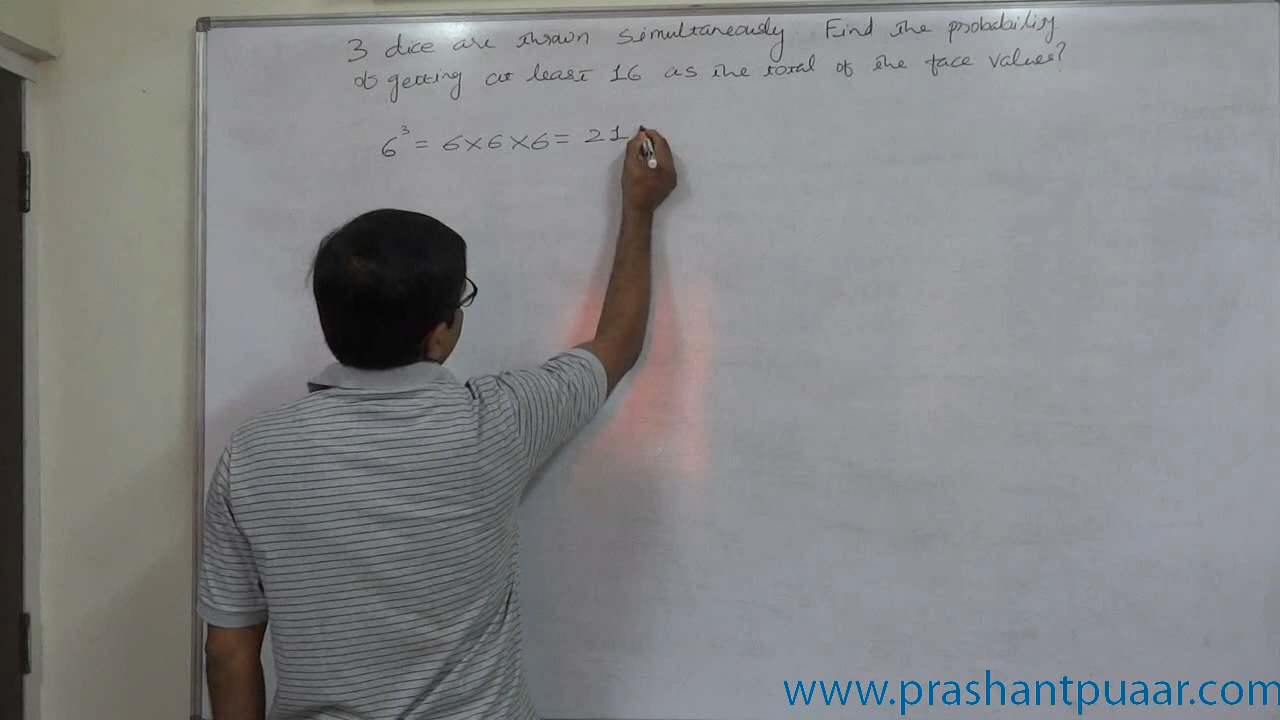 3 dice are thrown simultaneously. Find the probability
of getting at least 16 as the total of the face values?
6³ = 6×6×6 = 21
www.prashantpuaar.com